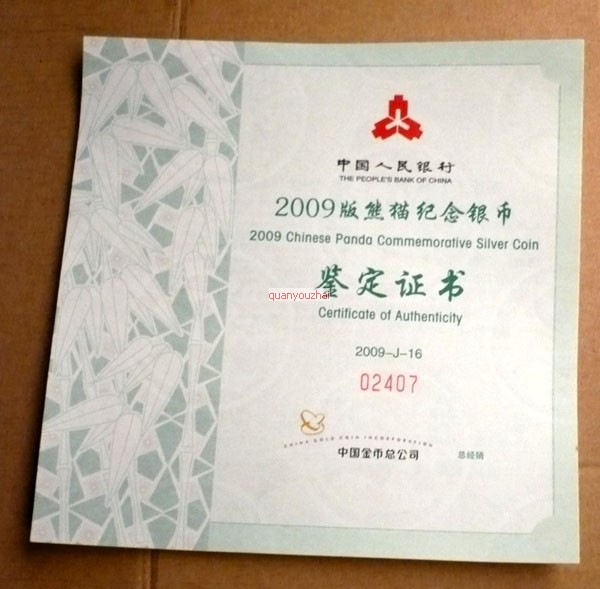 中国人民银行
THE PEOPLE'S BANK OF CHINA
2009版熊猫纪念银币
2009 Chinese Panda Commemorative Silver Coin
鉴定证书
quanyouzhai
Certificate of Authenticity
2009-J-16
02407
CHINA GOLD COIN INCORPORATION
中国金币总公司 总经销